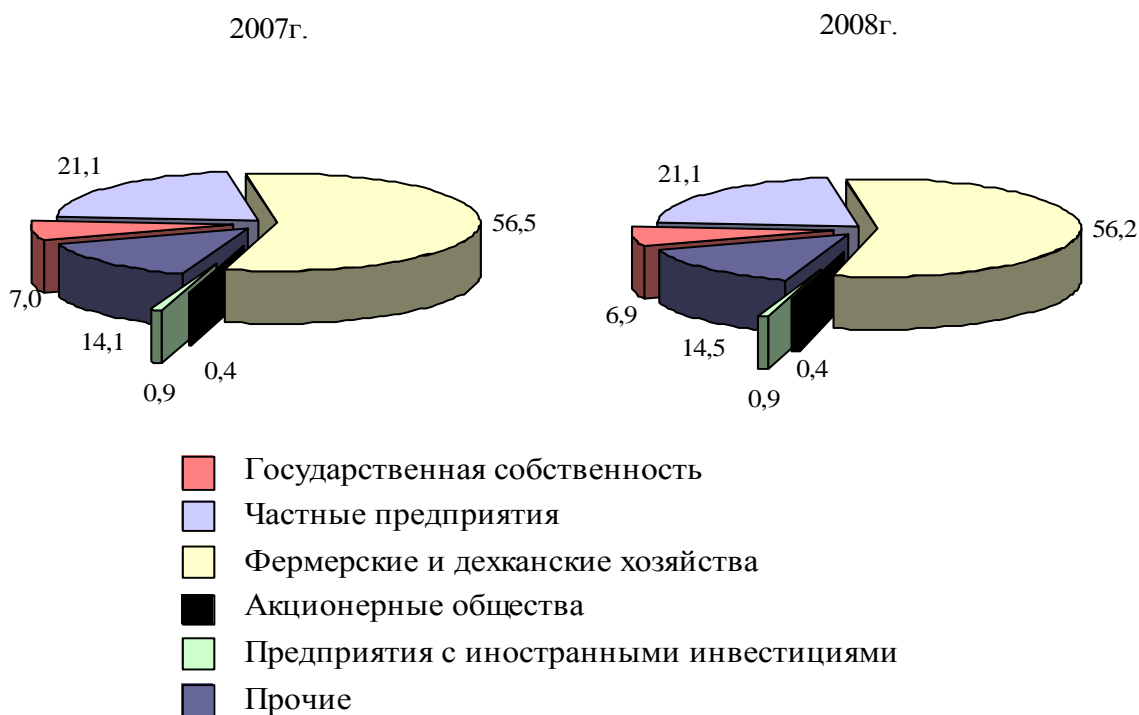 2007г.
2008г.
21,1
56,5
7,0
14,1
0,9
0,4
21,1
56,2
6,9
14,5
0,9
0,4
Государственная собственность
Частные предприятия
Фермерские и дехканские хозяйства
Акционерные общества
Предприятия с иностранными инвестициями
Прочие